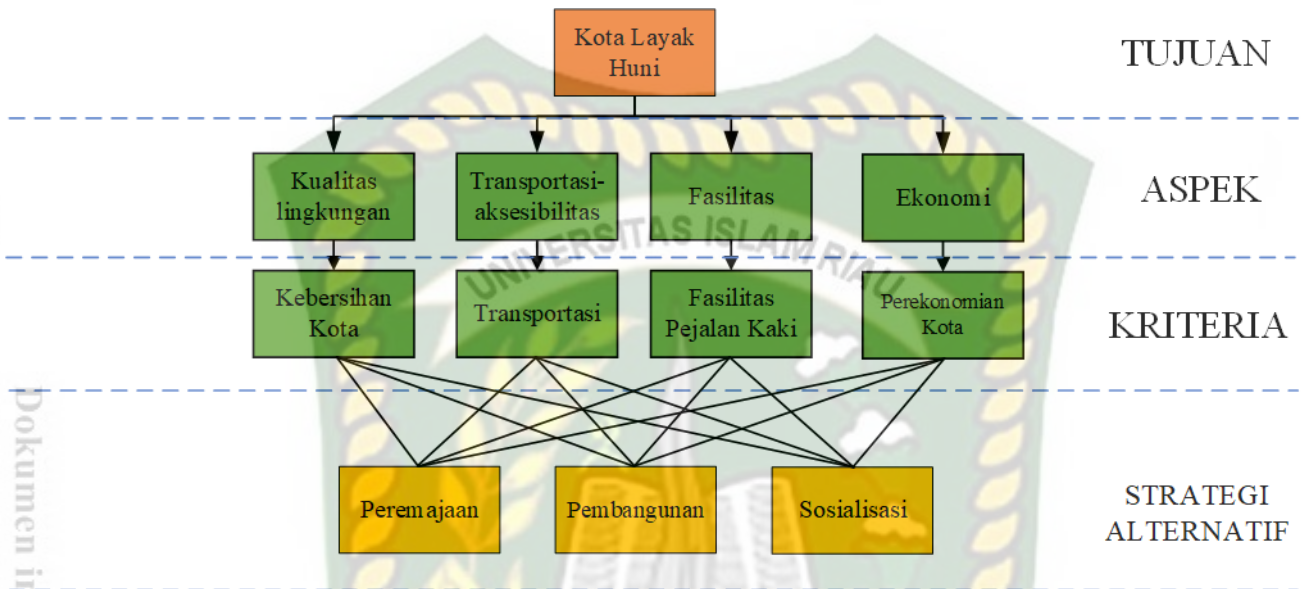 Kota Layak
Huni
TUJUAN
Kualitas
lingkungan
Transportasi-
aksesibilitas
Fasilitas
Ekonomi
ASPEK
UNIVERSITAS ISLAM RIAU
Kebersihan
Kota
Transportasi
Fasilitas
Pejalan Kaki
Perekonomian
Kota
KRITERIA
Peremajaan
Pembangunan
Sosialisasi
STRATEGI
ALTERNATIF
Dokumen in